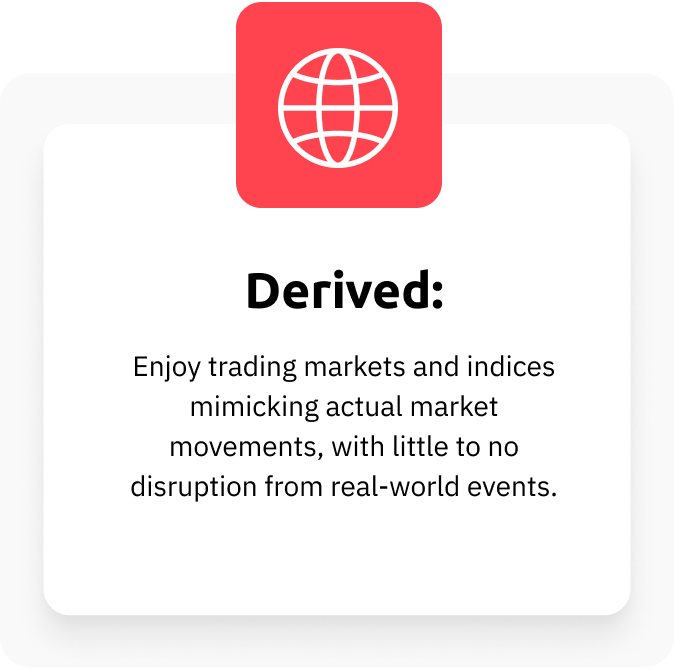 Derived:
Enjoy trading markets and indices
mimicking actual market
movements, with little to no
disruption from real-world events.